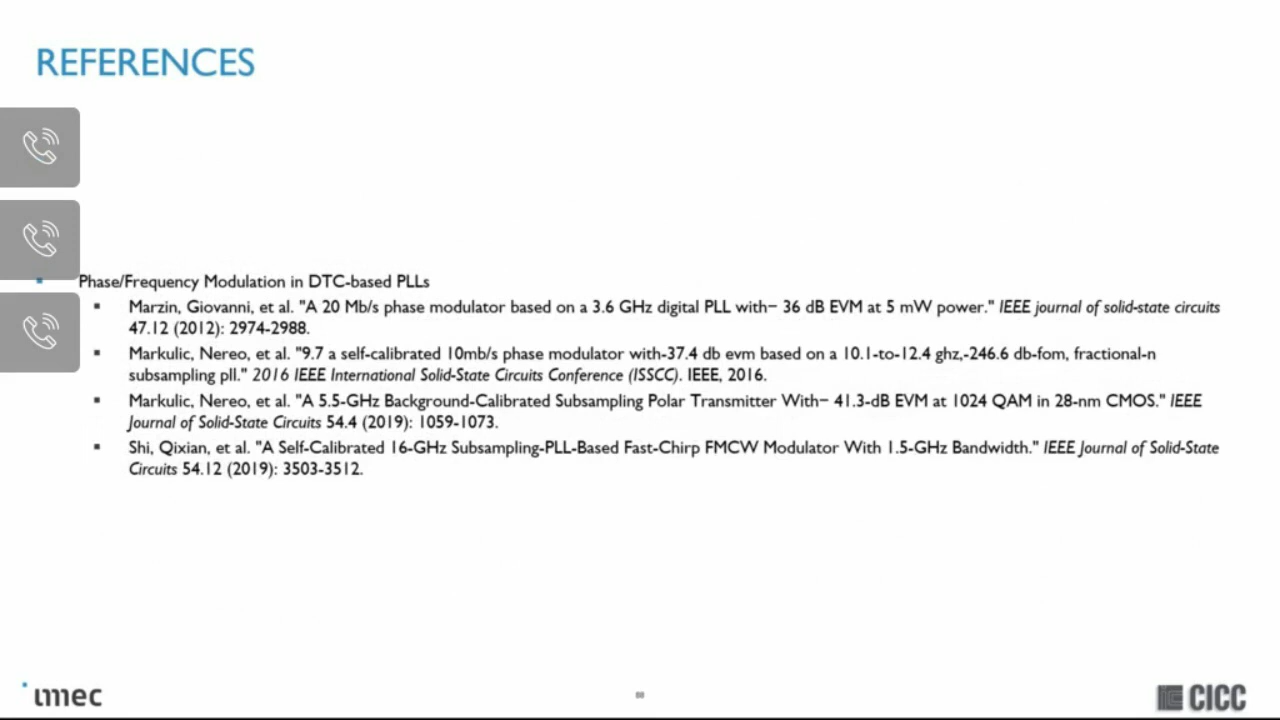 REFERENCES
Phase/Frequency Modulation in DTC-based PLLs
Marzin, Giovanni, et al. "A 20 Mb/s phase modulator based on a 3.6 GHz digital PLL with− 36 dB EVM at 5 mW power." IEEE journal of solid-state circuits
47.12 (2012): 2974-2988.
Markulic, Nereo, et al. "9.7 a self-calibrated 10mb/s phase modulator with-37.4 db evm based on a 10.1-to-12.4 ghz,-246.6 db-fom, fractional-n
subsampling pll." 2016 IEEE International Solid-State Circuits Conference (ISSCC). IEEE, 2016.
Markulic, Nereo, et al. "A 5.5-GHz Background-Calibrated Subsampling Polar Transmitter With− 41.3-dB EVM at 1024 QAM in 28-nm CMOS." IEEE
Journal of Solid-State Circuits 54.4 (2019): 1059-1073.
Shi, Qixian, et al. "A Self-Calibrated 16-GHz Subsampling-PLL-Based Fast-Chirp FMCW Modulator With 1.5-GHz Bandwidth." IEEE Journal of Solid-State
Circuits 54.12 (2019): 3503-3512.
imec
CICC